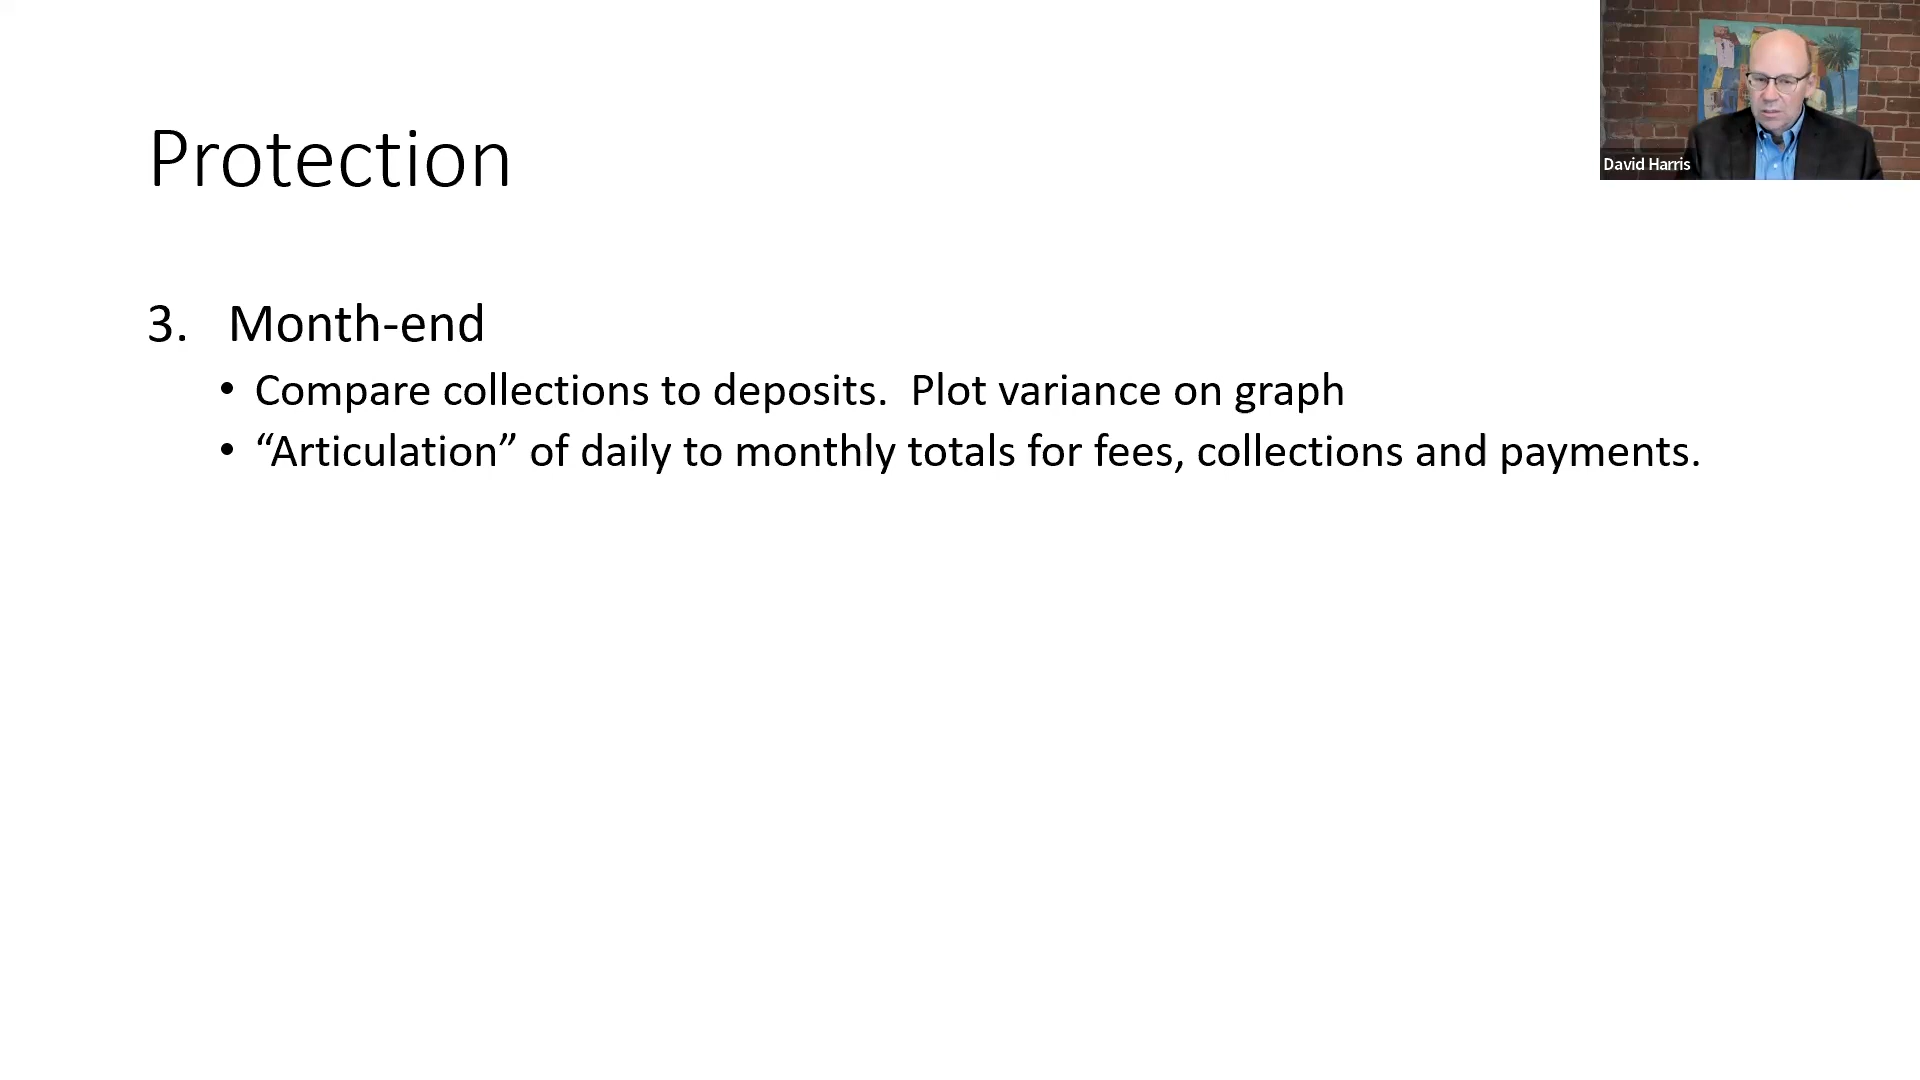 Protection
David Harris
3. Month-end
• Compare collections to deposits.  Plot variance on graph
• “Articulation” of daily to monthly totals for fees, collections and payments.